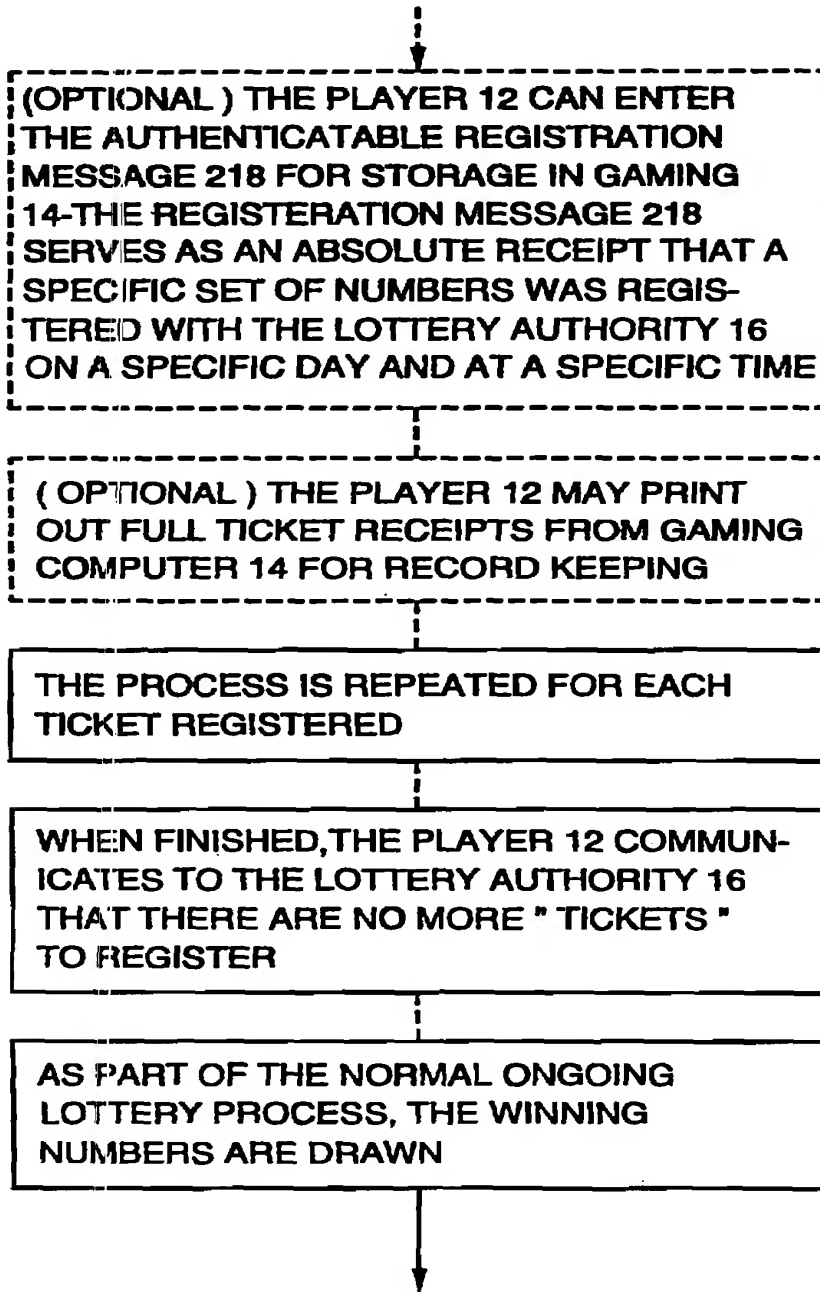 (OPTIONAL ) THE PLAYER 12 CAN ENTER
THE AUTHENTICATABLE REGISTRATION
MESSAGE 218 FOR STORAGE IN GAMING
14-THE REGISTERATION MESSAGE 218
SERVES AS AN ABSOLUTE RECEIPT THAT A
SPECIFIC SET OF NUMBERS WAS REGIS-
TERED WITH THE LOTTERY AUTHORITY 16
ON A SPECIFIC DAY AND AT A SPECIFIC TIME
( OPTIONAL ) THE PLAYER 12 MAY PRINT
OUT FULL TICKET RECEIPTS FROM GAMING
COMPUTER 14 FOR RECORD KEEPING
THE PROCESS IS REPEATED FOR EACH
TICKET REGISTERED
WHEN FINISHED,THE PLAYER 12 COMMUN-
ICATES TO THE LOTTERY AUTHORITY 16
THAT THERE ARE NO MORE " TICKETS "
TO REGISTER
AS PART OF THE NORMAL ONGOING
LOTTERY PROCESS, THE WINNING
NUMBERS ARE DRAWN